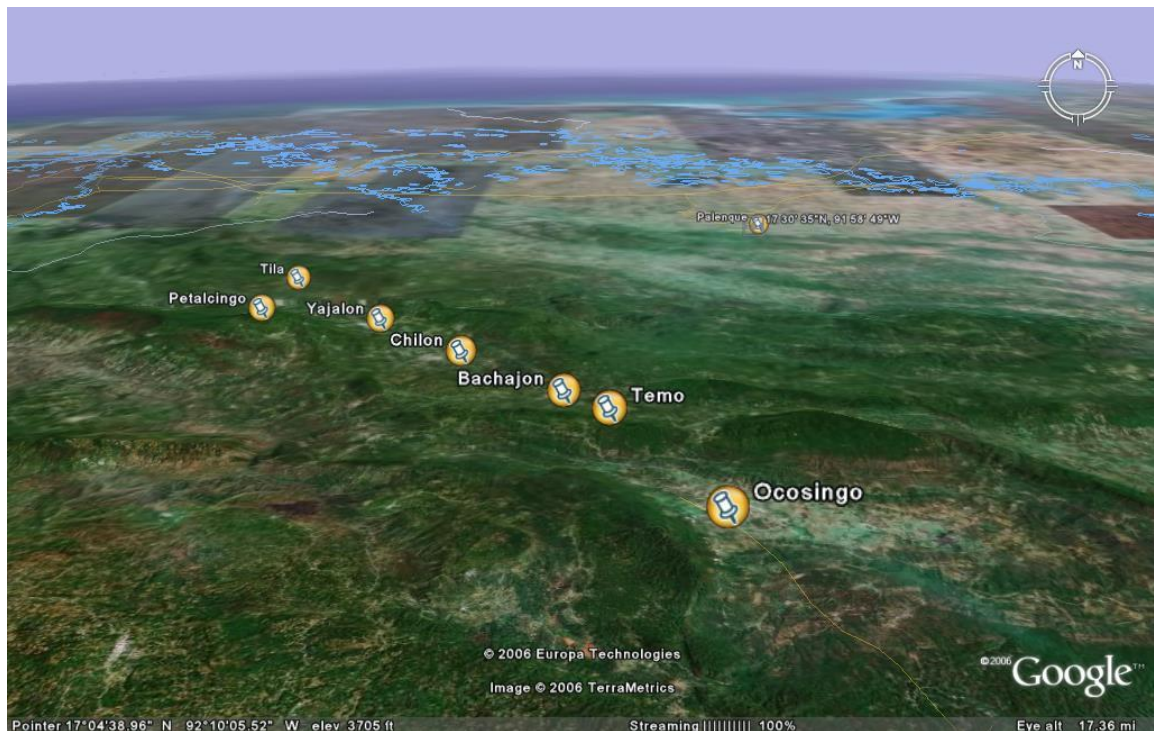 N
Palenque 17 30' 35"N, 91 58' 49"W
Tila
Petalcingo
Yajalon
Chilon
Bachajon
Temo
Ocosingo
© 2006 Europa Technologies
Image © 2006 TerraMetrics
©2006 Google™
Pointer 17°04'38.96" N 92°10'05.52" W elev 3705 ft Streaming |||||||||| 100% Eye alt 17.36 mi